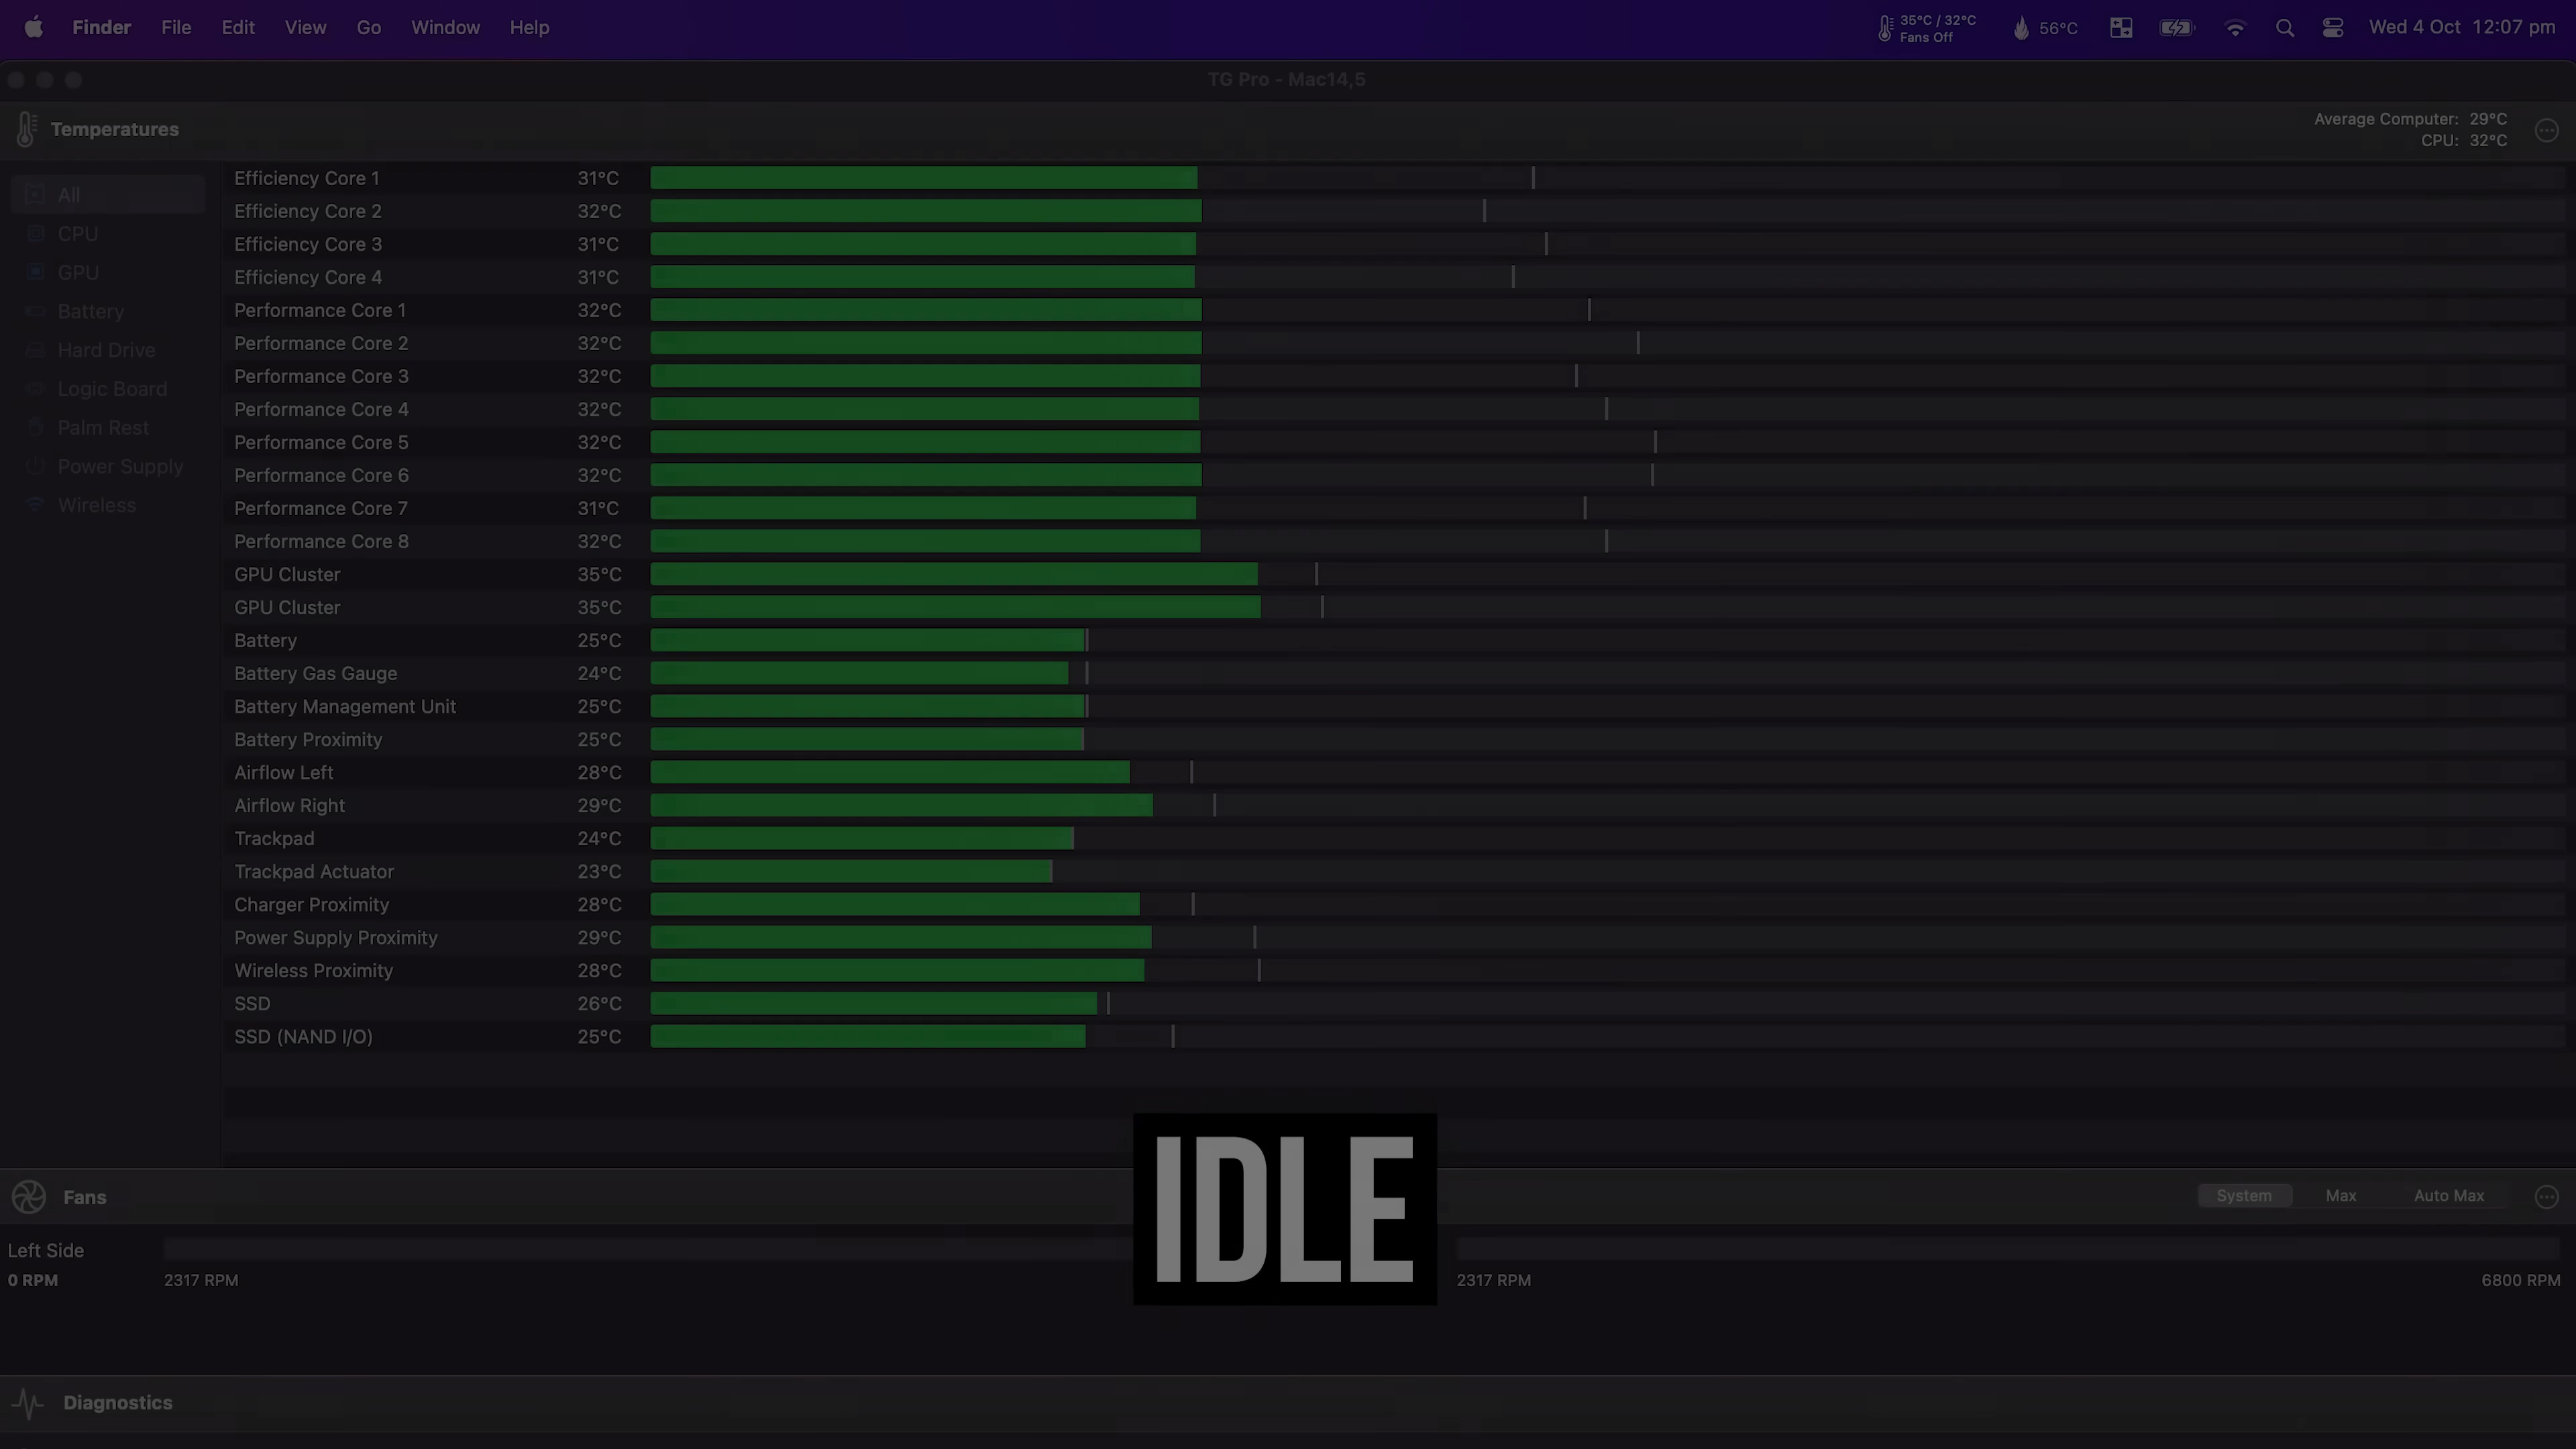 Finder File Edit View Go Window Help 35°C / 32°C 56°C Wed 4 Oct 12:07 pm
Fans Off
TG Pro - Mac14,5
Temperatures
Average Computer: 29°C
CPU: 32°C
All
CPU
GPU
Battery
Hard Drive
Logic Board
Palm Rest
Power Supply
Wireless
Efficiency Core 1 31°C
Efficiency Core 2 32°C
Efficiency Core 3 31°C
Efficiency Core 4 31°C
Performance Core 1 32°C
Performance Core 2 32°C
Performance Core 3 32°C
Performance Core 4 32°C
Performance Core 5 32°C
Performance Core 6 32°C
Performance Core 7 31°C
Performance Core 8 32°C
GPU Cluster 35°C
GPU Cluster 35°C
Battery 25°C
Battery Gas Gauge 24°C
Battery Management Unit 25°C
Battery Proximity 25°C
Airflow Left 28°C
Airflow Right 29°C
Trackpad 24°C
Trackpad Actuator 23°C
Charger Proximity 28°C
Power Supply Proximity 29°C
Wireless Proximity 28°C
SSD 26°C
SSD (NAND I/O) 25°C
IDLE
Fans System Max Auto Max
Left Side
0 RPM 2317 RPM 2317 RPM 6800 RPM
Diagnostics